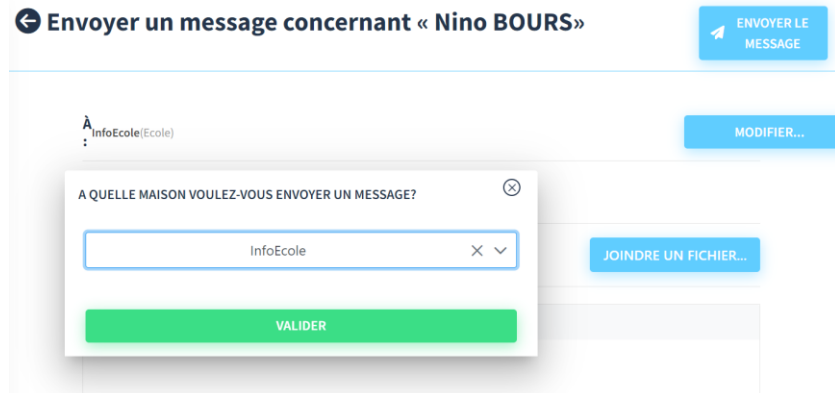 Envoyer un message concernant « Nino BOURS»
ENVOYER LE
MESSAGE
À
:
InfoEcole(Ecole)
MODIFIER...
A QUELLE MAISON VOULEZ-VOUS ENVOYER UN MESSAGE?
InfoEcole
JOINDRE UN FICHIER...
VALIDER